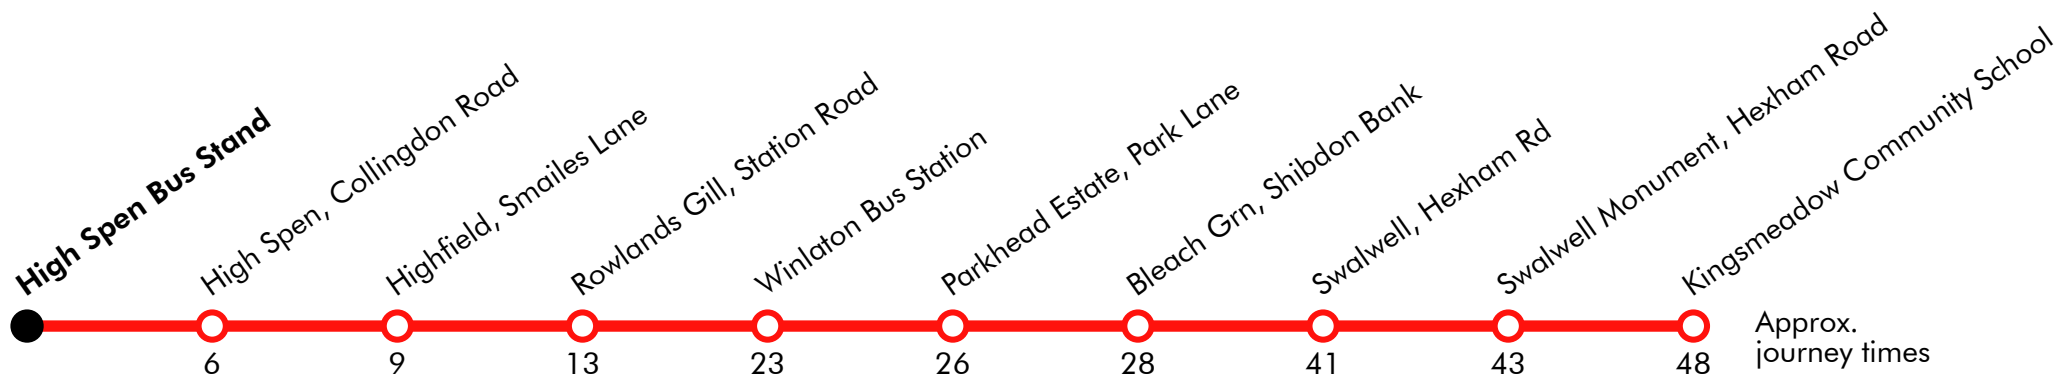 High Spen Bus Stand
High Spen, Collingdon Road
Highfield, Smailes Lane
Rowlands Gill, Station Road
Winlaton Bus Station
Parkhead Estate, Park Lane
Bleach Grn, Shibdon Bank
Swalwell, Hexham Rd
Swalwell Monument, Hexham Road
Kingsmeadow Community School
6 9 13 23 26 28 41 43 48
Approx.
journey times